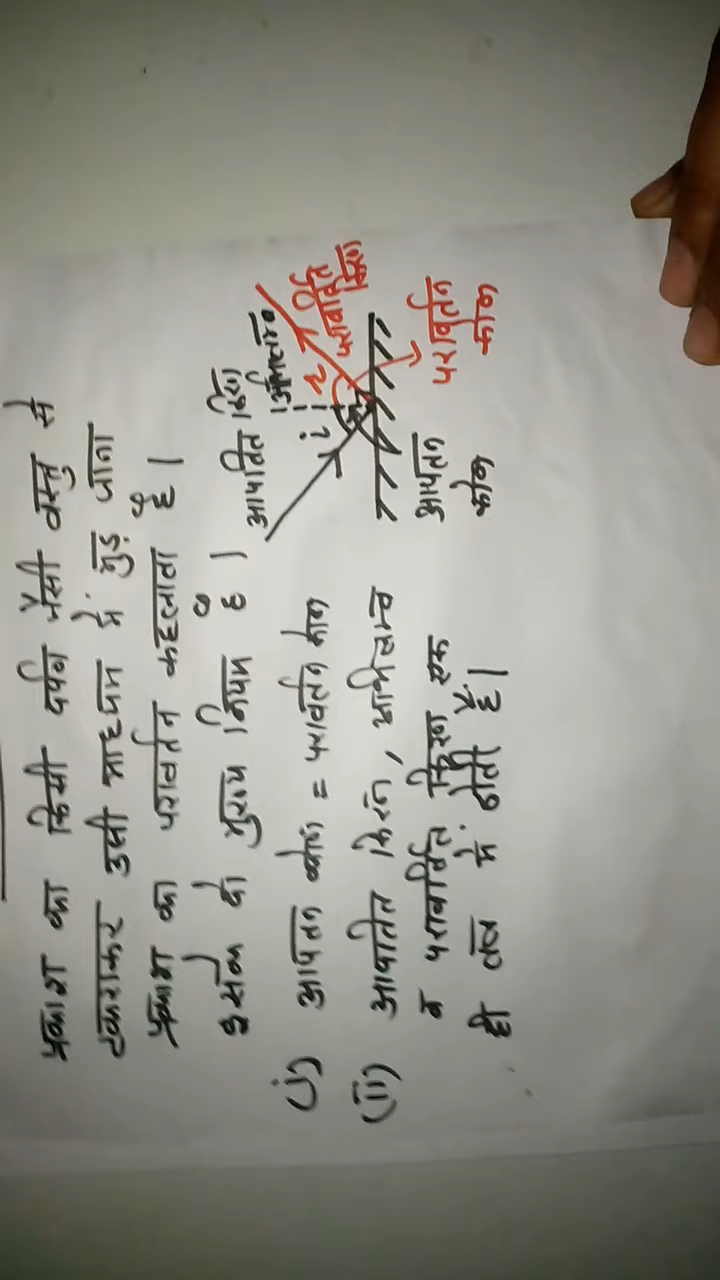 प्रकाश का किसी दर्पण जैसी वस्तु से
टकराकर उसी माध्यम में मुड़ जाना
प्रकाश का परावर्तन कहलाता है।
इसके दो मुख्य नियम है।
(i) आपतन कोण = परावर्तन कोण
(ii) आपतित किरण, अभिलम्ब
व परावर्तित किरण एक
ही तल में होती हैं।
आपतित किरण
अभिलम्ब
परावर्तित
किरण
i
r
आपतन
कोण
परावर्तन
कोण